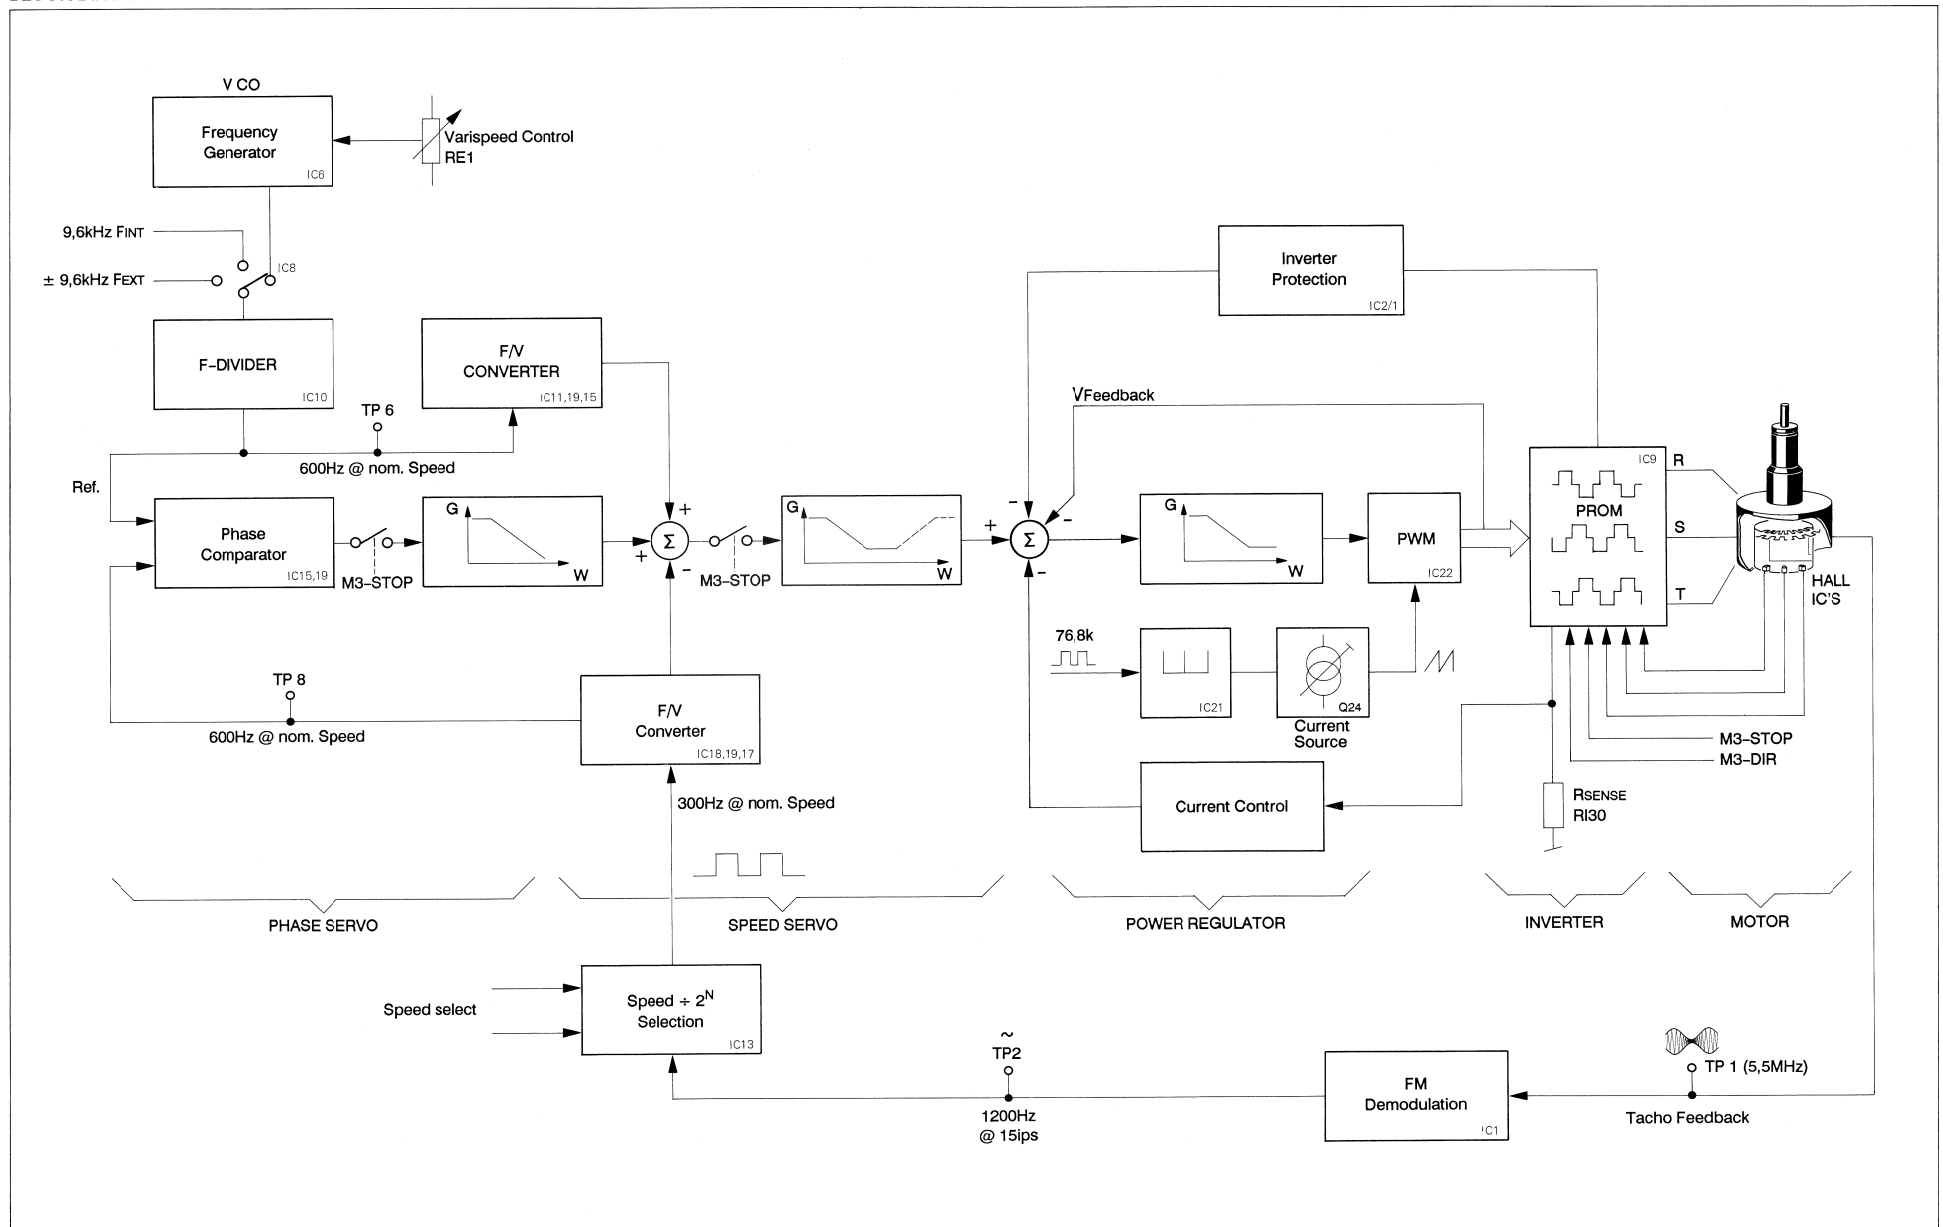 V CO
Frequency
Generator
IC6
Varispeed Control
RE1
9,6kHz FINT
± 9,6kHz FEXT
IC8
F-DIVIDER
IC10
F/V
CONVERTER
IC11,19,15
TP 6
600Hz @ nom. Speed
Ref.
Phase
Comparator
IC15,19
M3-STOP
G
W
+
+
-
Σ
M3-STOP
G
W
+
-
-
-
Σ
Inverter
Protection
IC2/1
VFeedback
G
W
PWM
IC22
IC9
PROM
R
S
T
HALL
IC'S
76,8k
IC21
Q24
Current
Source
TP 8
600Hz @ nom. Speed
F/V
Converter
IC18,19,17
300Hz @ nom. Speed
Current Control
M3-STOP
M3-DIR
RSENSE
RI30
PHASE SERVO
SPEED SERVO
POWER REGULATOR
INVERTER
MOTOR
Speed select
Speed ÷ 2N
Selection
IC13
~
TP2
1200Hz
@ 15ips
FM
Demodulation
IC1
TP 1 (5,5MHz)
Tacho Feedback